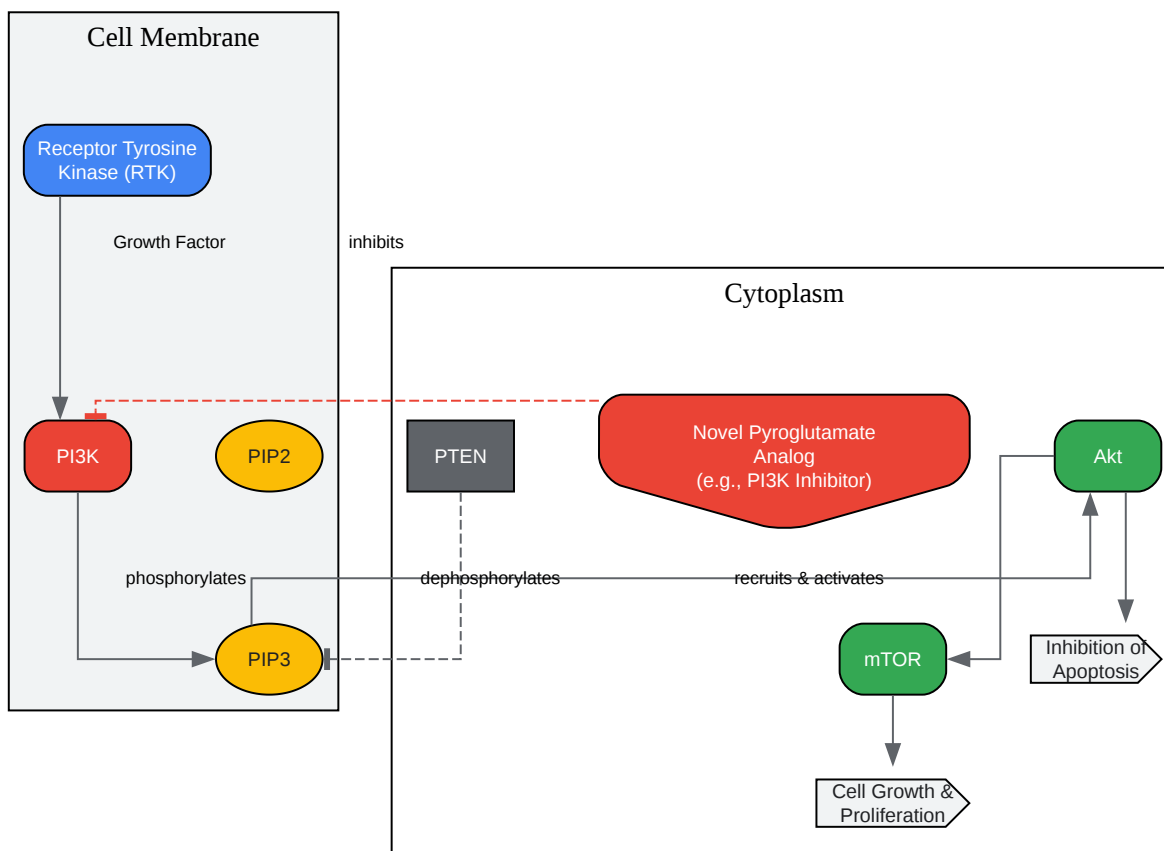 Cell Membrane
Receptor Tyrosine
Kinase (RTK)
Growth Factor
inhibits
Cytoplasm
PI3K
PIP2
PTEN
Novel Pyroglutamate
Analog
(e.g., PI3K Inhibitor)
Akt
phosphorylates
dephosphorylates
recruits & activates
PIP3
mTOR
Inhibition of
Apoptosis
Cell Growth &
Proliferation